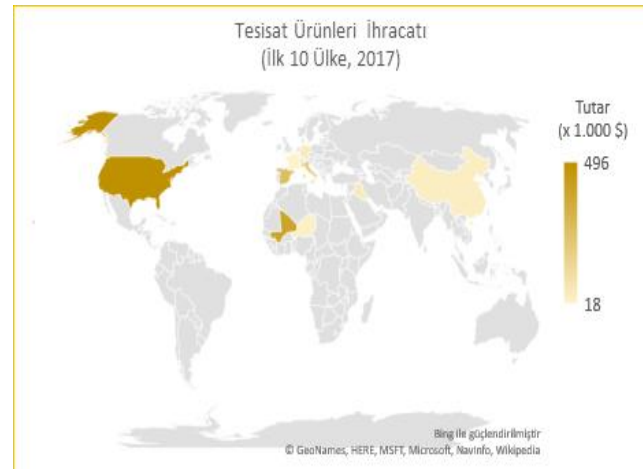 Tesisat Ürünleri İhracatı
(İlk 10 Ülke, 2017)
Tutar
(x 1.000 $)
496
18
Bing ile güçlendirilmiştir
© GeoNames, HERE, MSFT, Microsoft, NavInfo, Wikipedia